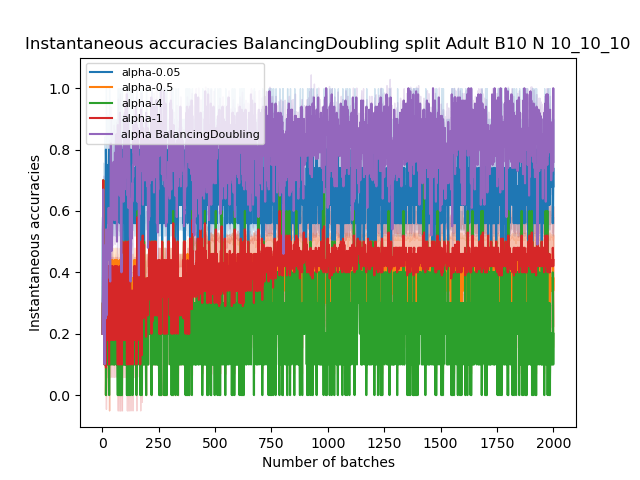 Instantaneous accuracies BalancingDoubling split Adult B10 N 10_10_10
alpha-0.05
alpha-0.5
alpha-4
alpha-1
alpha BalancingDoubling
1.0
0.8
0.6
0.4
0.2
0.0
Instantaneous accuracies
0 250 500 750 1000 1250 1500 1750 2000
Number of batches